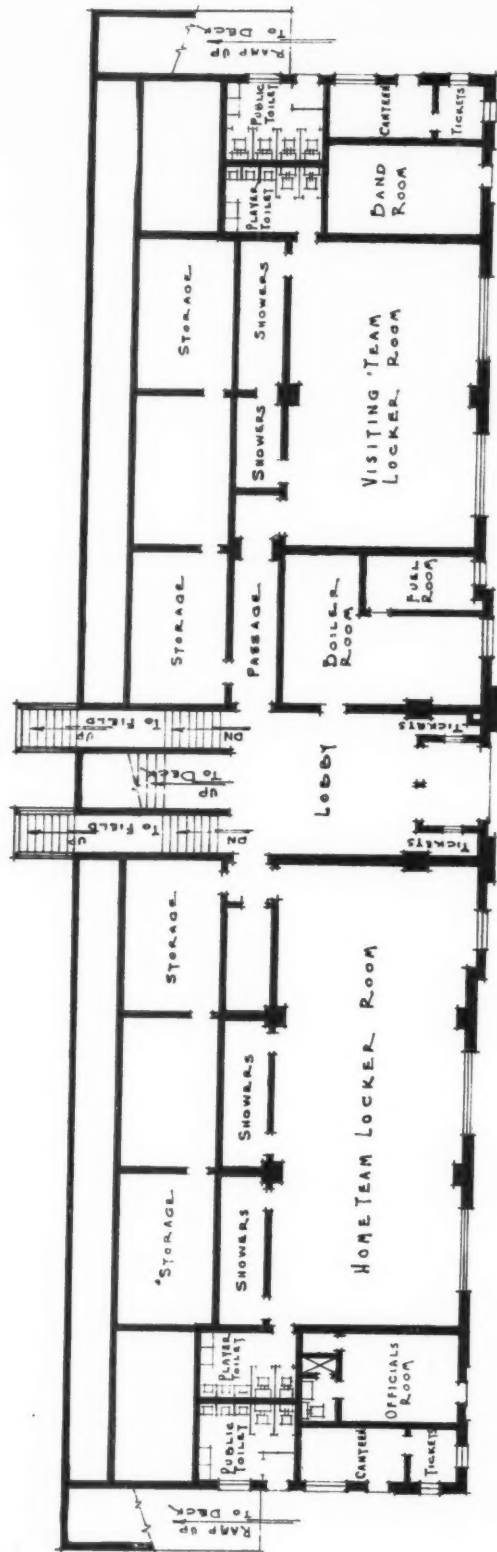 RAMP UP
TO DECK
PUBLIC
TOILET
PLAYER
TOILET
CANTEEN
TICKETS
OFFICIALS
ROOM
STORAGE
SHOWERS
SHOWERS
HOME TEAM LOCKER ROOM
STORAGE
UP
TO FIELD
DN
UP
TO DECK
UP
TO FIELD
DN
LOBBY
TICKETS
TICKETS
STORAGE
PASSAGE
BOILER
ROOM
FUEL
ROOM
SHOWERS
STORAGE
SHOWERS
VISITING TEAM
LOCKER ROOM
PLAYER
TOILET
PUBLIC
TOILET
BAND
ROOM
CANTEEN
TICKETS
RAMP UP
TO DECK